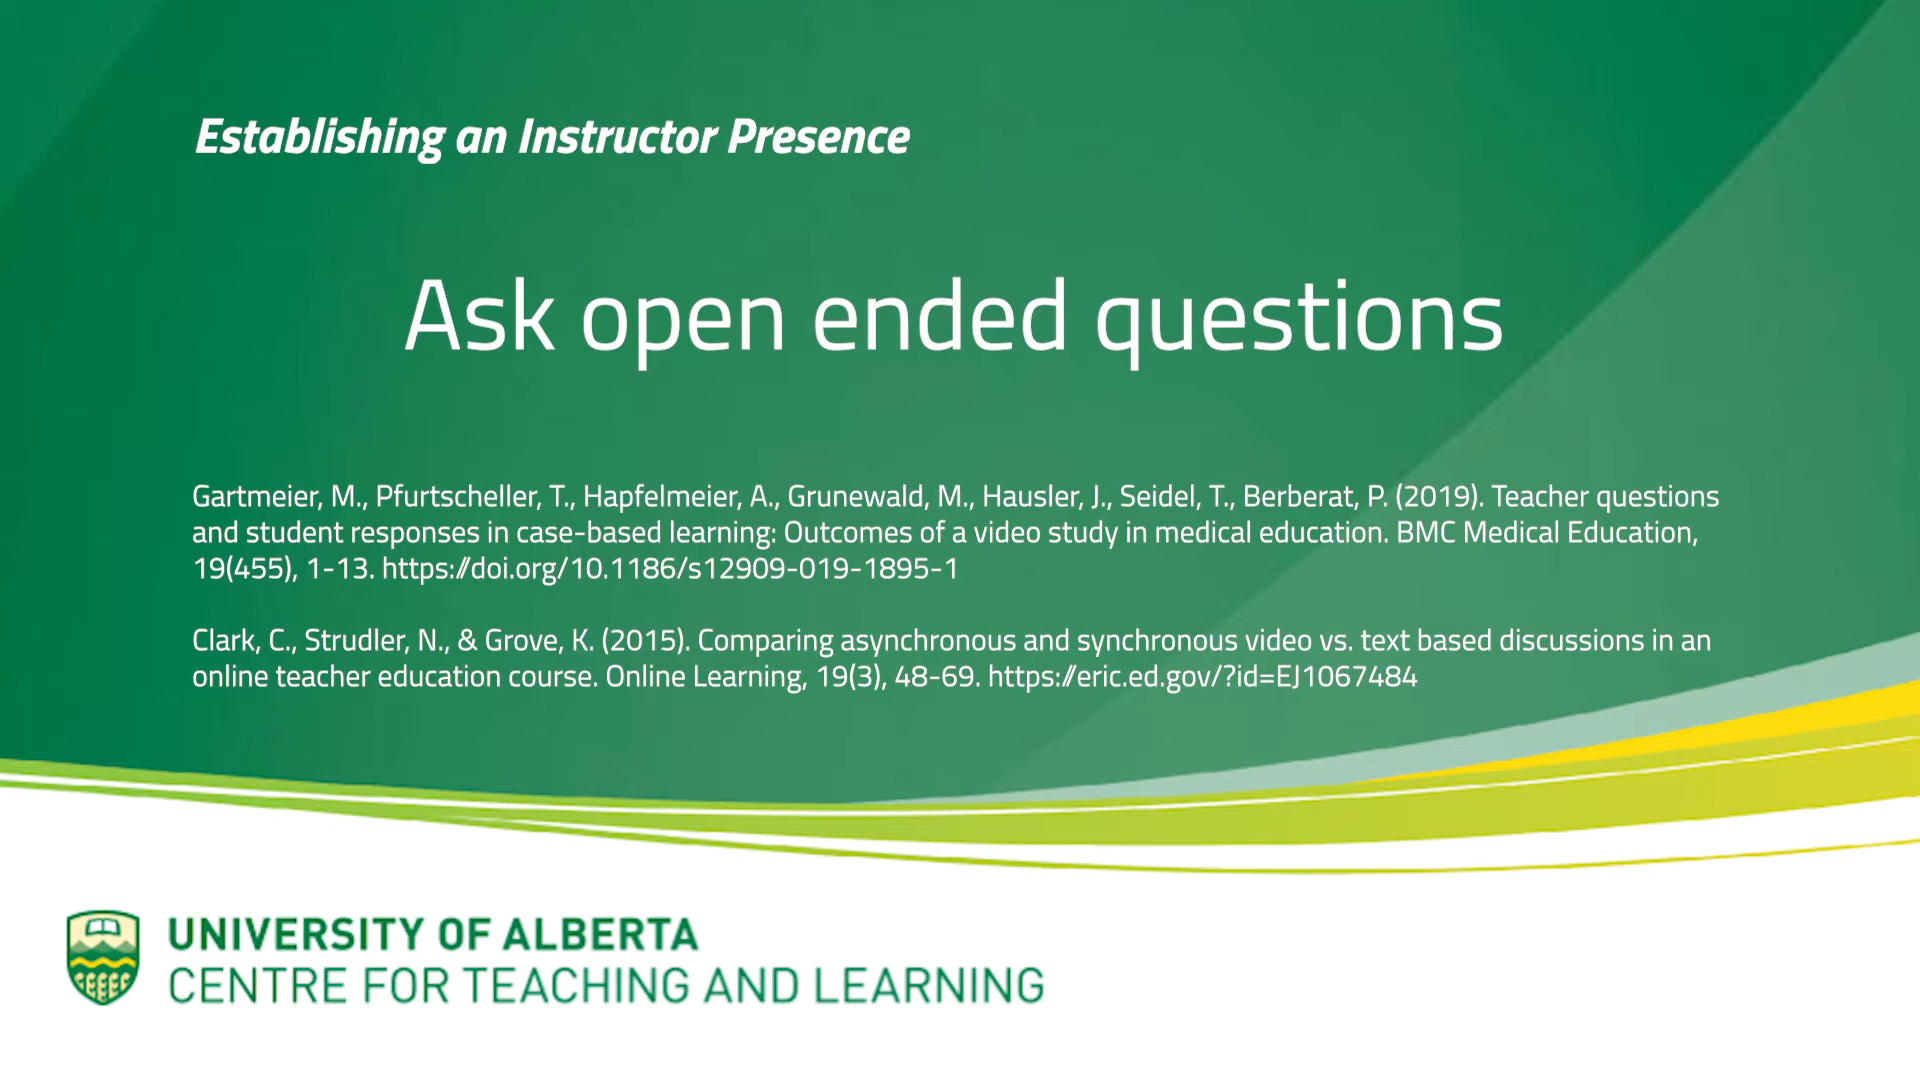 Establishing an Instructor Presence
Ask open ended questions
Gartmeier, M., Pfurtscheller, T., Hapfelmeier, A., Grunewald, M., Hausler, J., Seidel, T., Berberat, P. (2019). Teacher questions
and student responses in case-based learning: Outcomes of a video study in medical education. BMC Medical Education,
19(455), 1-13. https://doi.org/10.1186/s12909-019-1895-1
Clark, C., Strudler, N., & Grove, K. (2015). Comparing asynchronous and synchronous video vs. text based discussions in an
online teacher education course. Online Learning, 19(3), 48-69. https://eric.ed.gov/?id=EJ1067484
UNIVERSITY OF ALBERTA
CENTRE FOR TEACHING AND LEARNING